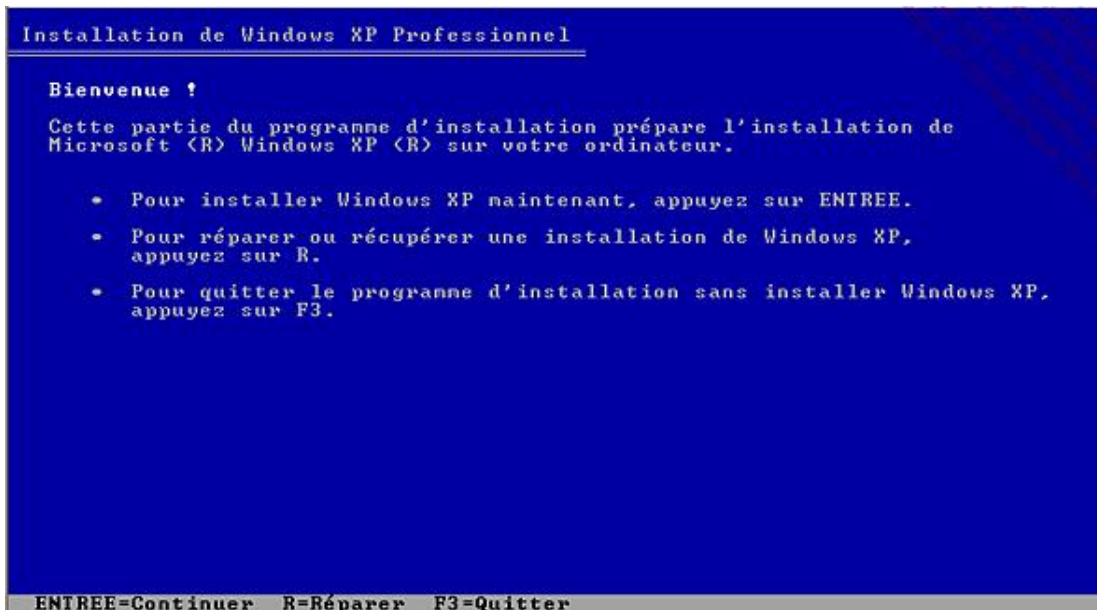 Installation de Windows XP Professionnel
Bienvenue !
Cette partie du programme d'installation prépare l'installation de
Microsoft (R) Windows XP (R) sur votre ordinateur.
• Pour installer Windows XP maintenant, appuyez sur ENTREE.
• Pour réparer ou récupérer une installation de Windows XP,
appuyez sur R.
• Pour quitter le programme d'installation sans installer Windows XP,
appuyez sur F3.
ENTREE=Continuer R=Réparer F3=Quitter